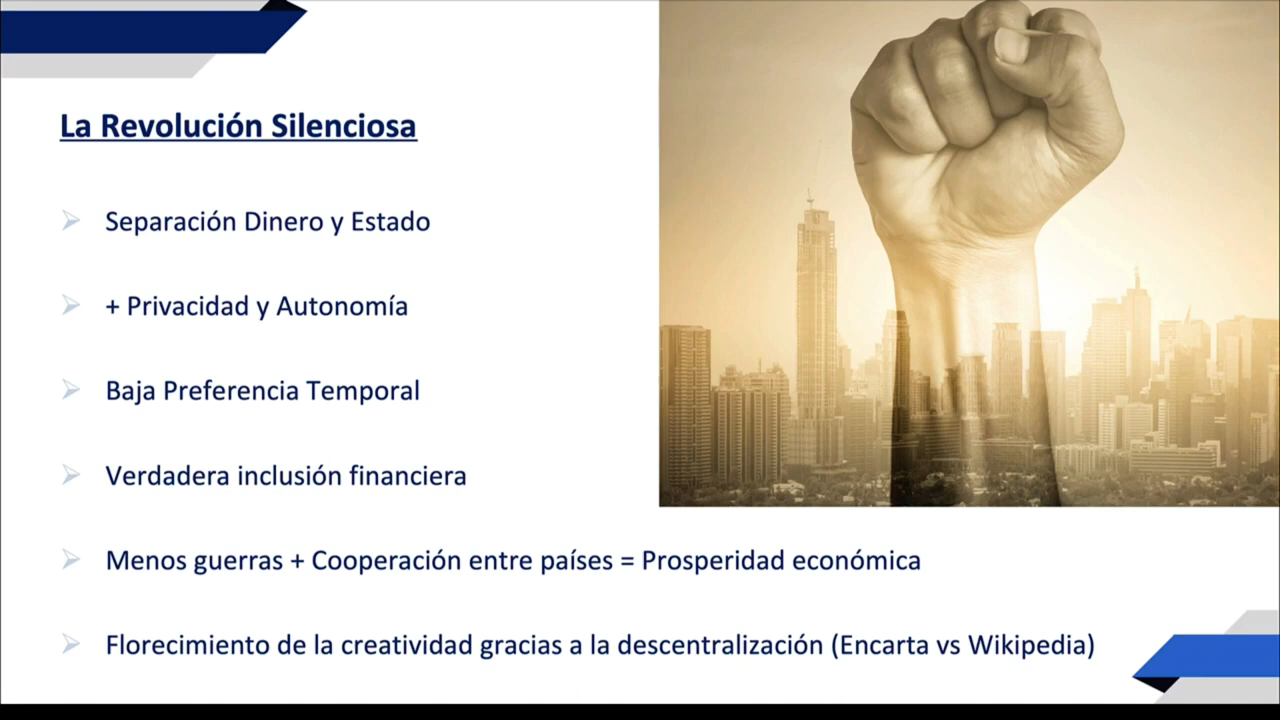 La Revolución Silenciosa
Separación Dinero y Estado
+ Privacidad y Autonomía
Baja Preferencia Temporal
Verdadera inclusión financiera
Menos guerras + Cooperación entre países = Prosperidad económica
Florecimiento de la creatividad gracias a la descentralización (Encarta vs Wikipedia)